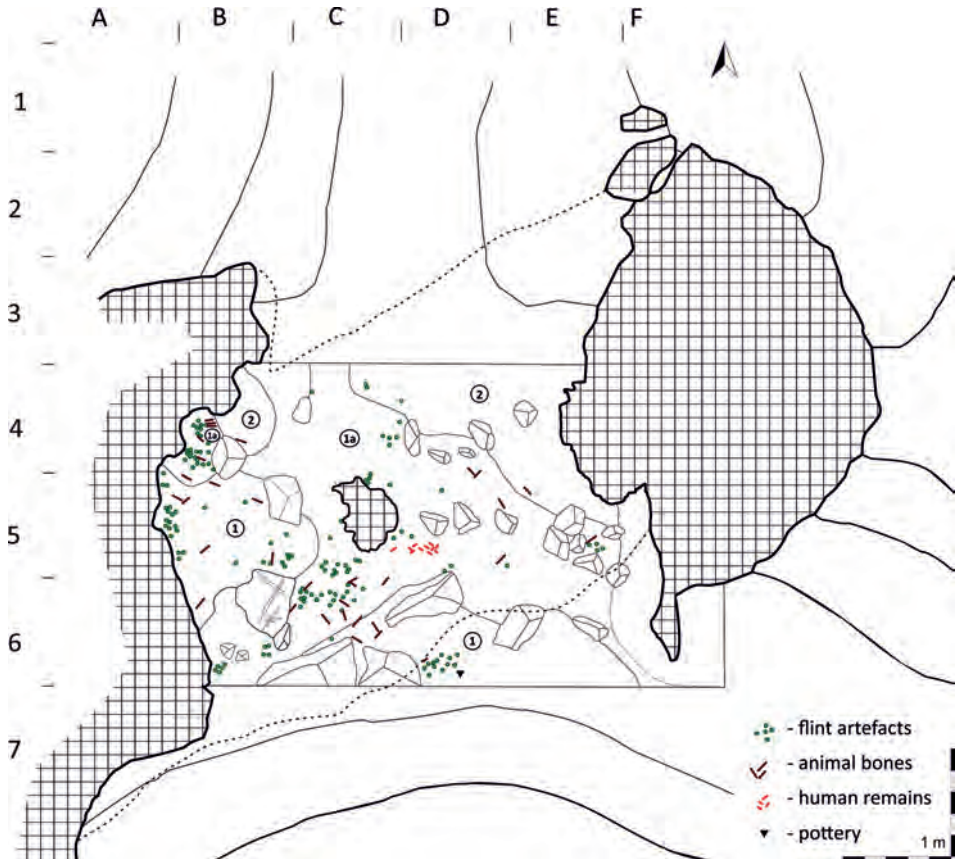 A B C D E F
1
2
3
2
4
2
1a
1a
5
1
6
1
7
- flint artefacts
- animal bones
- human remains
- pottery
1 m